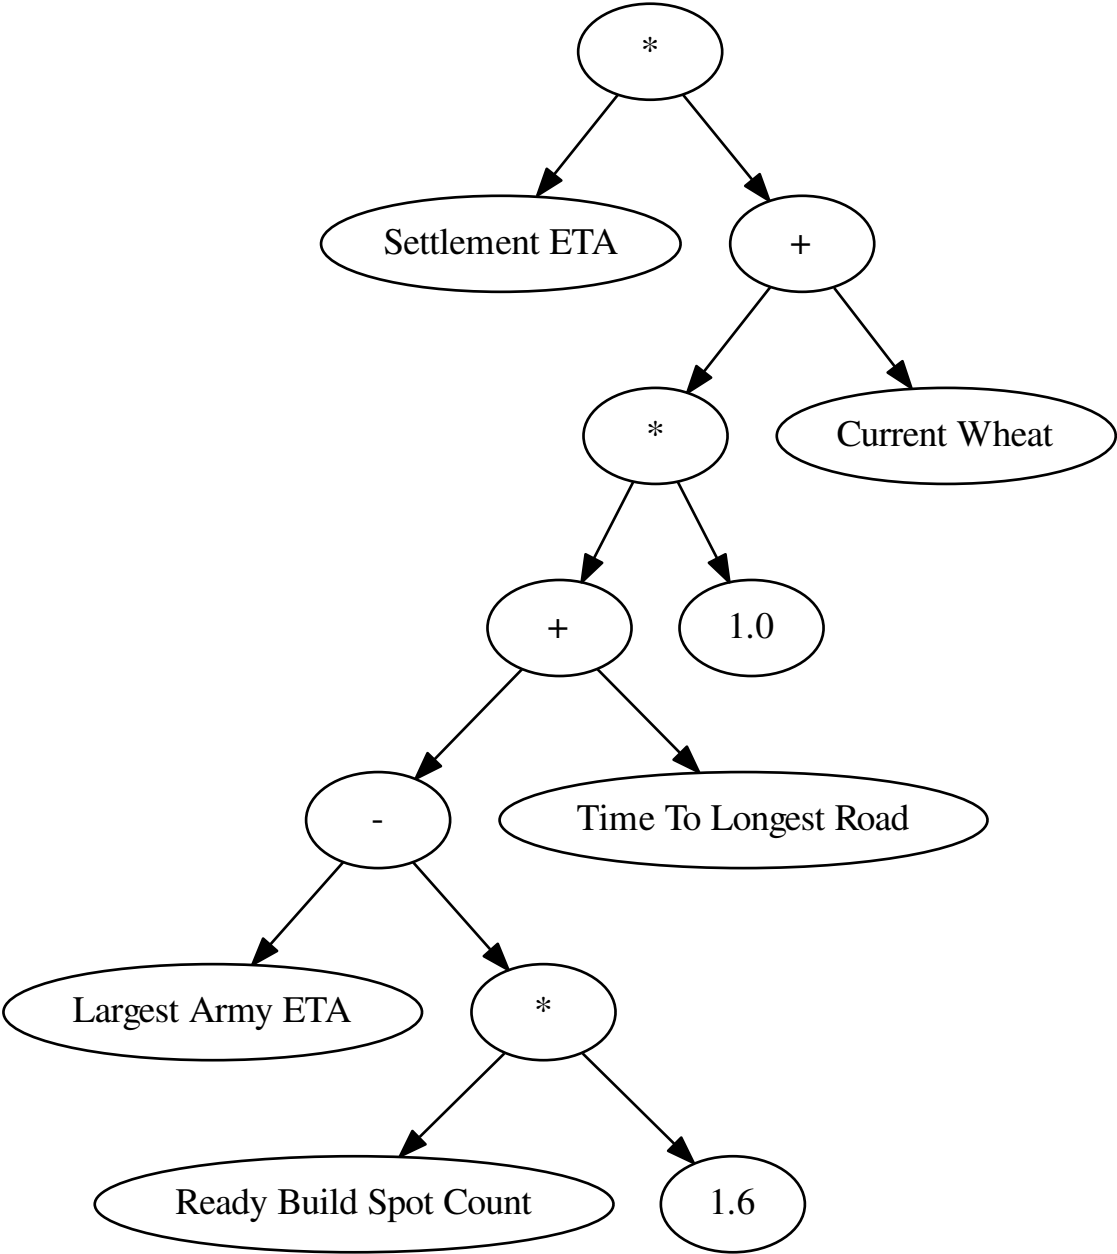 *
Settlement ETA
+
*
Current Wheat
+
1.0
-
Time To Longest Road
Largest Army ETA
*
Ready Build Spot Count
1.6